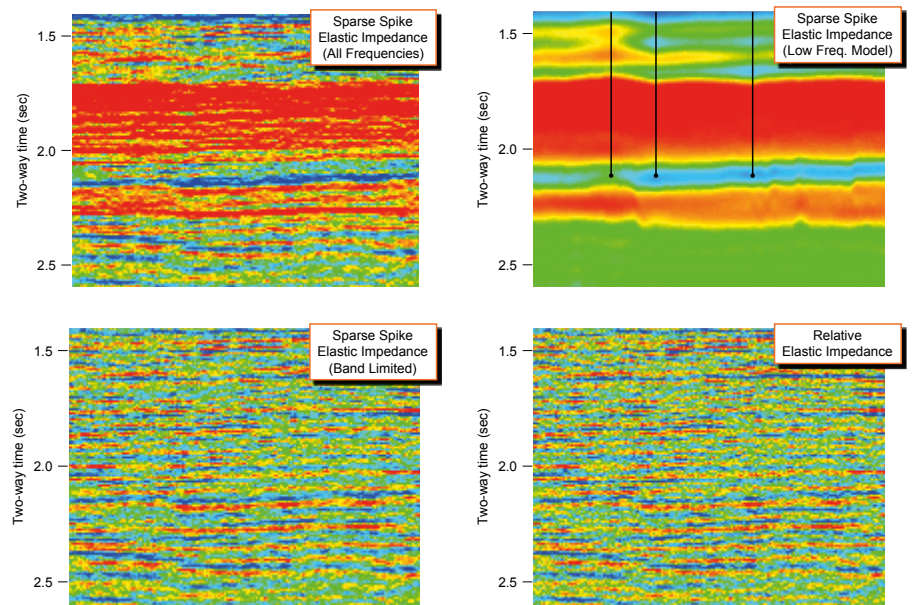 Sparse Spike
Elastic Impedance
(All Frequencies)
1.5
2.0
2.5
Two-way time (sec)
Sparse Spike
Elastic Impedance
(Low Freq. Model)
1.5
2.0
2.5
Two-way time (sec)
Sparse Spike
Elastic Impedance
(Band Limited)
1.5
2.0
2.5
Two-way time (sec)
Relative
Elastic Impedance
1.5
2.0
2.5
Two-way time (sec)